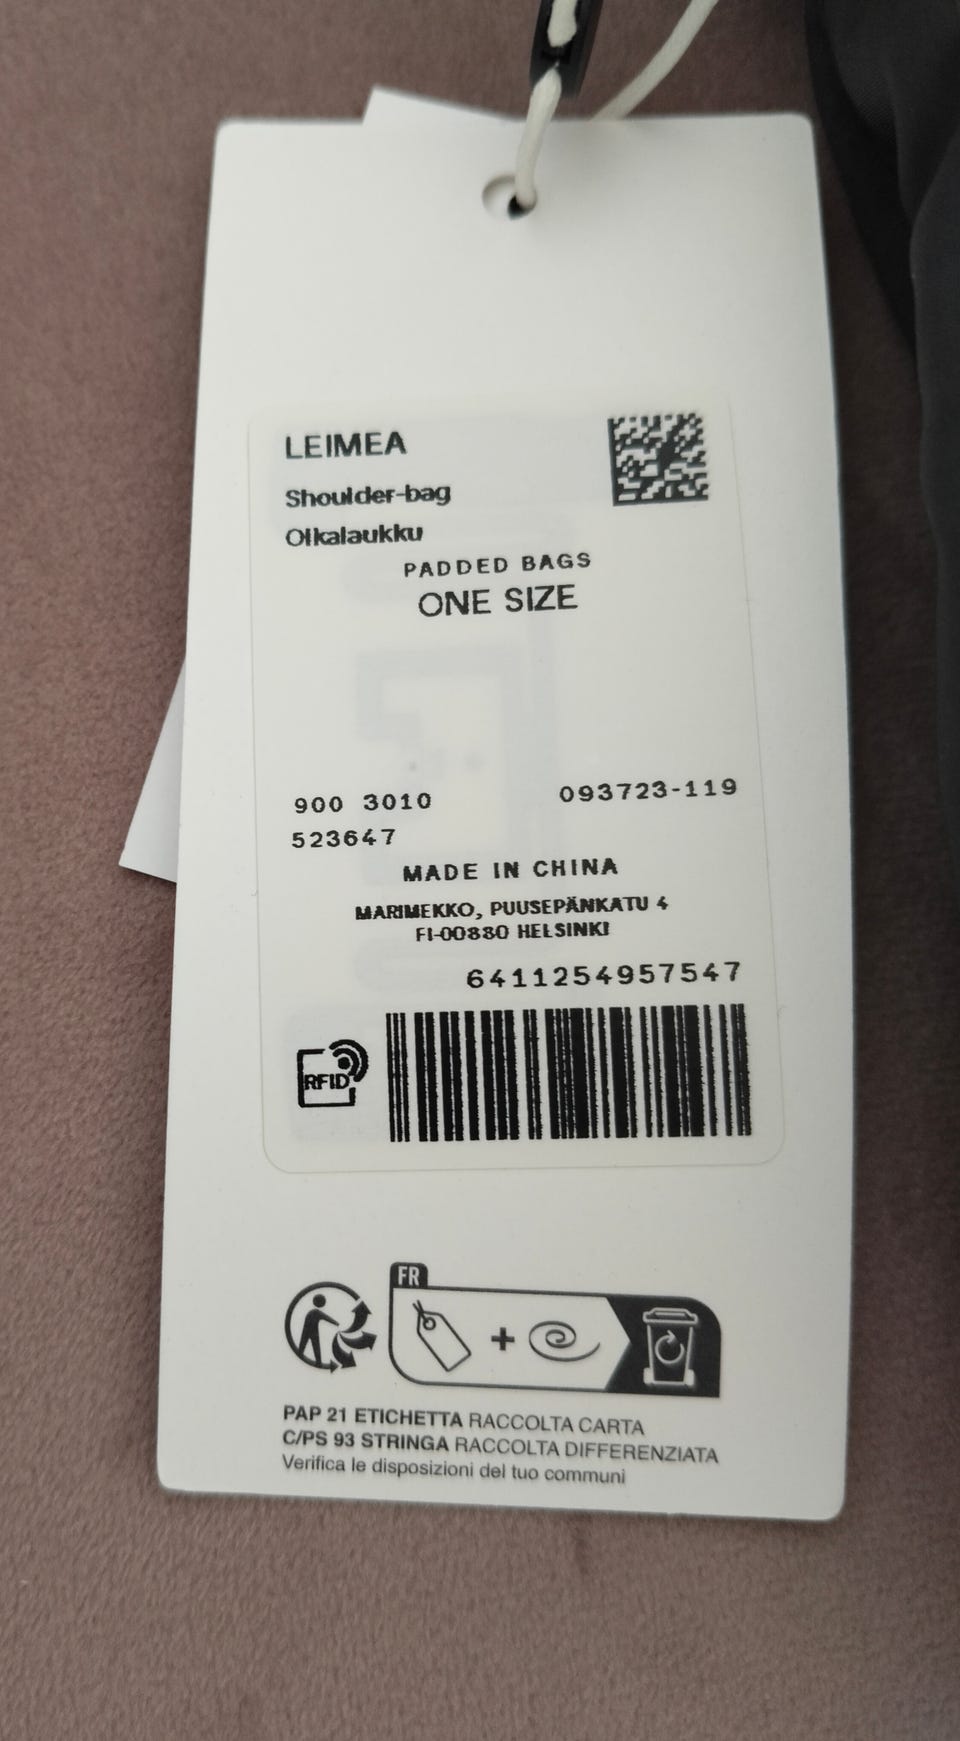 LEIMEA
Shoulder-bag
Olkalaukku
PADDED BAGS
ONE SIZE
900 3010
093723-119
523647
MADE IN CHINA
MARIMEKKO, PUUSEPÄNKATU 4
FI-00880 HELSINKI
6411254957547
RFID
FR
PAP 21 ETICHETTA RACCOLTA CARTA
C/PS 93 STRINGA RACCOLTA DIFFERENZIATA
Verifica le disposizioni del tuo communi